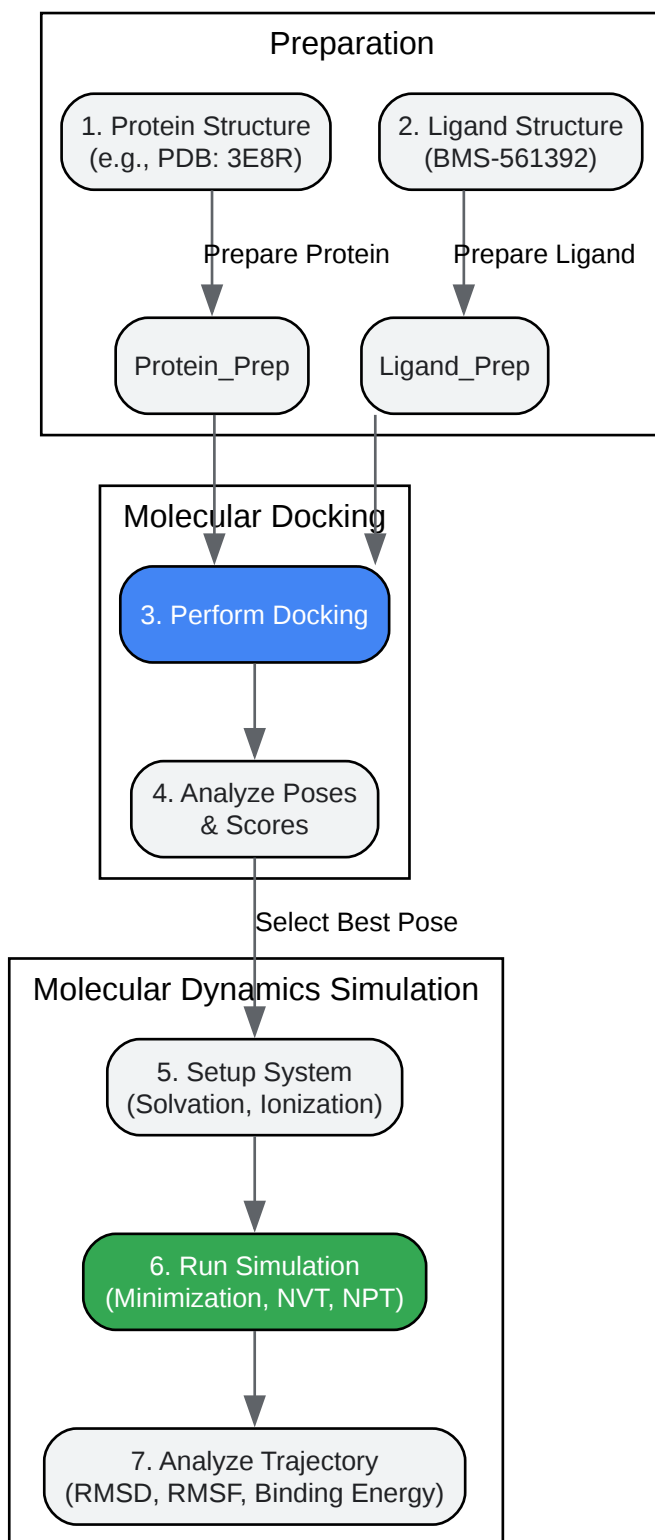 Preparation
1. Protein Structure
(e.g., PDB: 3E8R)
2. Ligand Structure
(BMS-561392)
Prepare Protein
Prepare Ligand
Protein_Prep
Ligand_Prep
Molecular Docking
3. Perform Docking
4. Analyze Poses
& Scores
Select Best Pose
Molecular Dynamics Simulation
5. Setup System
(Solvation, Ionization)
6. Run Simulation
(Minimization, NVT, NPT)
7. Analyze Trajectory
(RMSD, RMSF, Binding Energy)